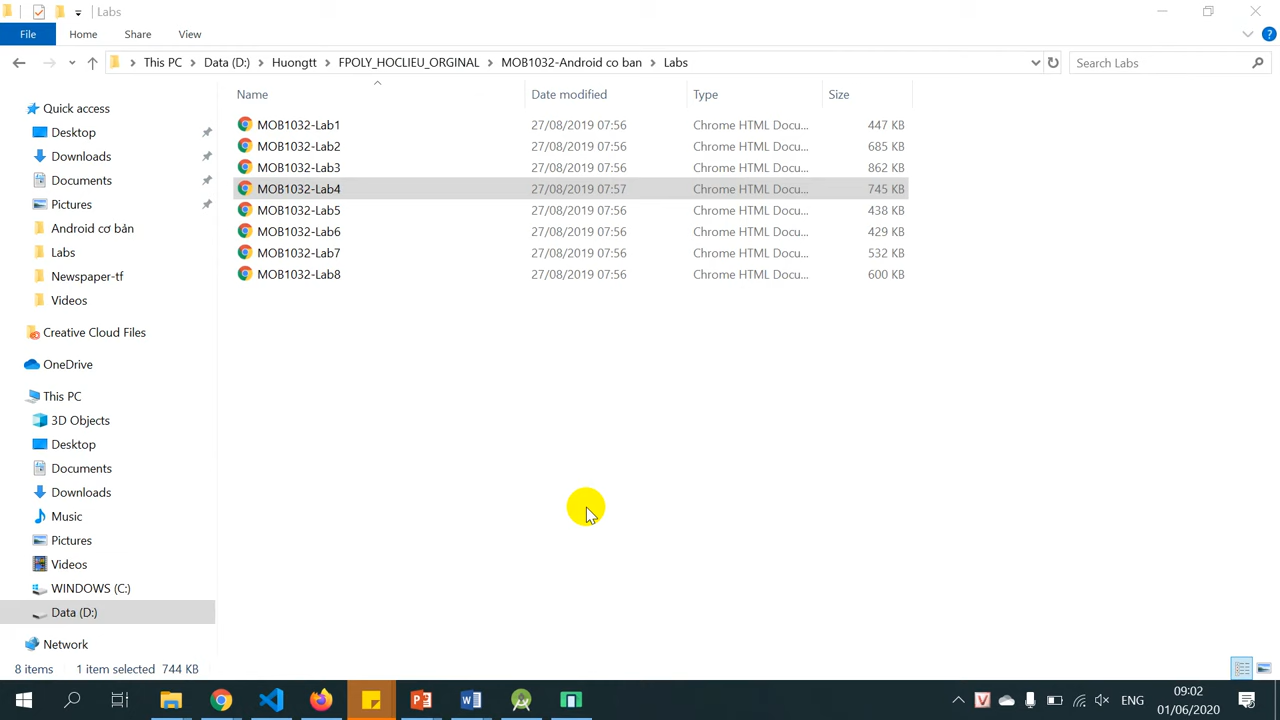 Labs
File Home Share View
This PC Data (D:) Huongtt FPOLY_HOCLIEU_ORGINAL MOB1032-Android co ban Labs
Search Labs
Name Date modified Type Size
MOB1032-Lab1 27/08/2019 07:56 Chrome HTML Docu... 447 KB
MOB1032-Lab2 27/08/2019 07:56 Chrome HTML Docu... 685 KB
MOB1032-Lab3 27/08/2019 07:56 Chrome HTML Docu... 862 KB
MOB1032-Lab4 27/08/2019 07:57 Chrome HTML Docu... 745 KB
MOB1032-Lab5 27/08/2019 07:56 Chrome HTML Docu... 438 KB
MOB1032-Lab6 27/08/2019 07:56 Chrome HTML Docu... 429 KB
MOB1032-Lab7 27/08/2019 07:56 Chrome HTML Docu... 532 KB
MOB1032-Lab8 27/08/2019 07:56 Chrome HTML Docu... 600 KB
Quick access
Desktop
Downloads
Documents
Pictures
Android cơ bản
Labs
Newspaper-tf
Videos
Creative Cloud Files
OneDrive
This PC
3D Objects
Desktop
Documents
Downloads
Music
Pictures
Videos
WINDOWS (C:)
Data (D:)
Network
8 items 1 item selected 744 KB
ENG
09:02
01/06/2020